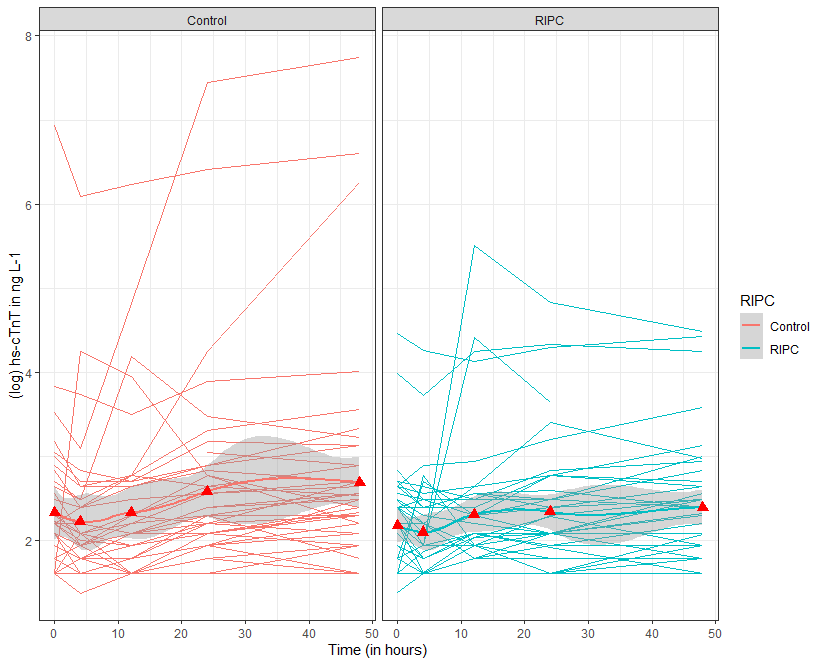 Control
RIPC
8
6
4
2
(log) hs-cTnT in ng L-1
0
10
20
30
40
50
0
10
20
30
40
50
Time (in hours)
RIPC
Control
RIPC